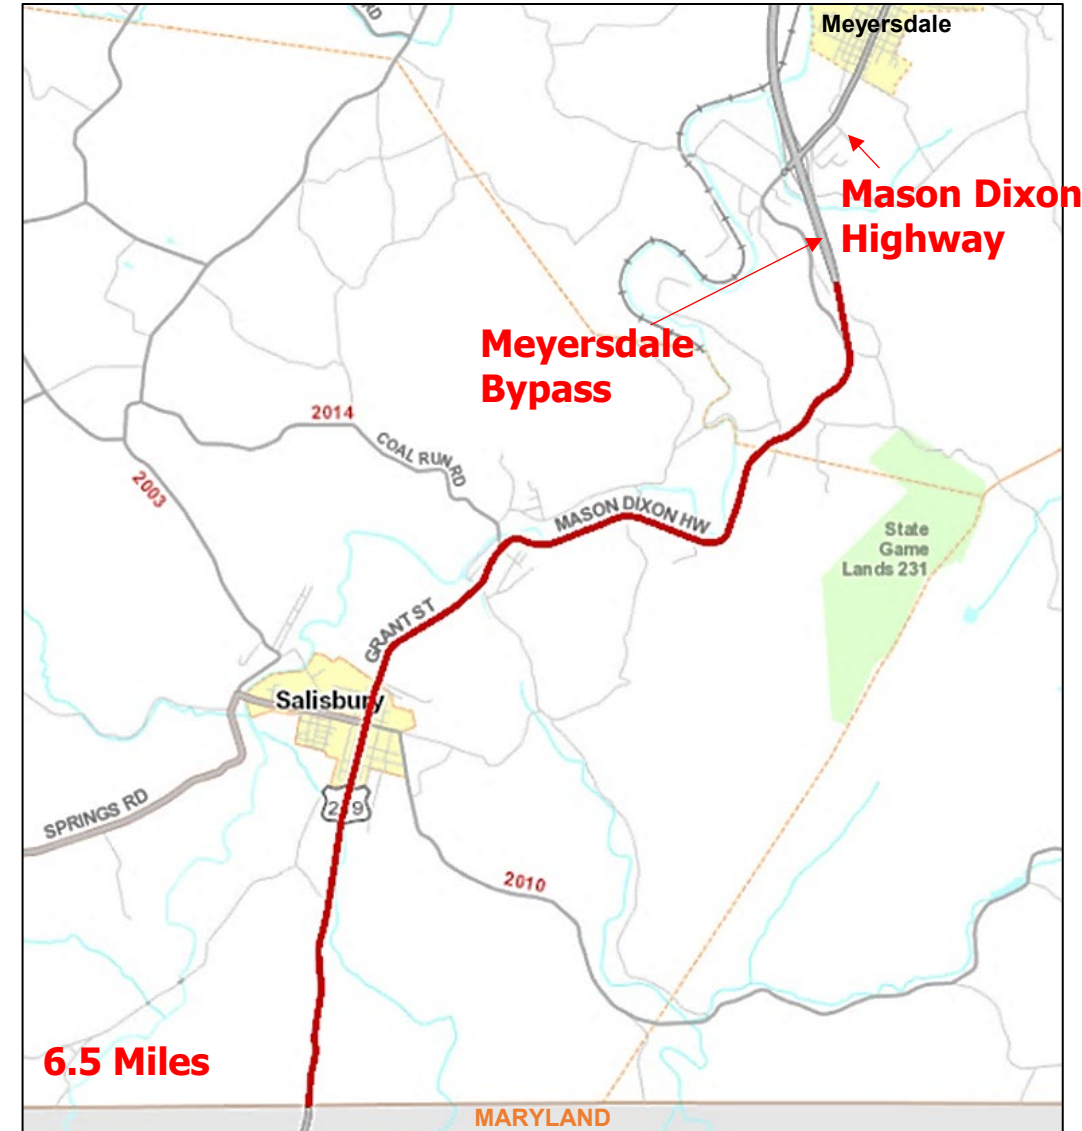 RD
Meyersdale
Mason Dixon
Highway
Meyersdale
Bypass
2014
COAL RUN RD
2003
MASON DIXON HW
State
Game
Lands 231
GRANT ST
Salisbury
219
SPRINGS RD
2010
6.5 Miles
MARYLAND